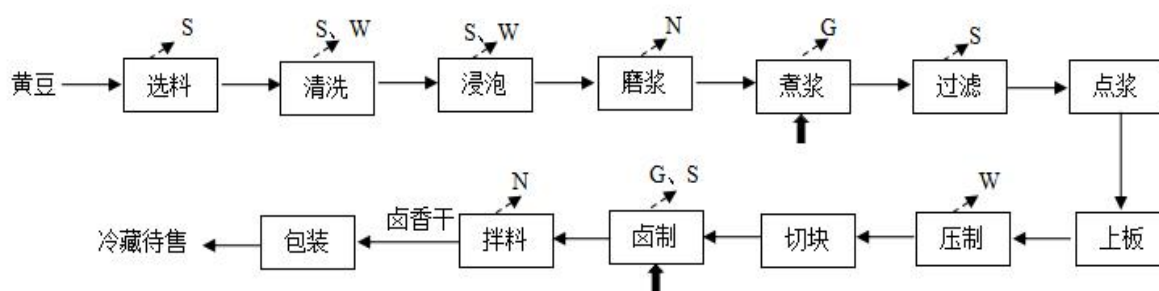 S
S、W
S、W
N
G
S
黄豆
选料
清洗
浸泡
磨浆
煮浆
过滤
点浆
N
G、S
W
卤香干
冷藏待售
包装
拌料
卤制
切块
压制
上板